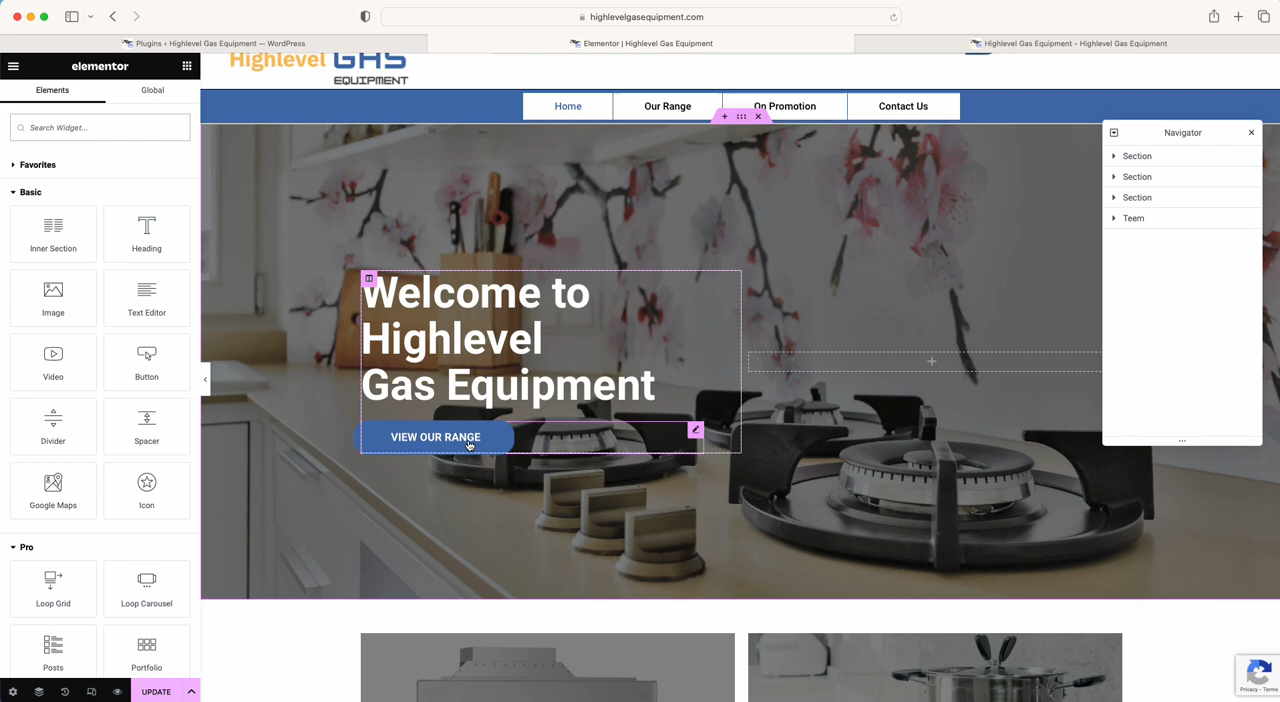 highlevelgasequipment.com
Plugins < Highlevel Gas Equipment — WordPress
Elementor | Highlevel Gas Equipment
Highlevel Gas Equipment - Highlevel Gas Equipment
elementor
Elements
Global
Search Widget...
Favorites
Basic
Inner Section
Heading
Image
Text Editor
Video
Button
Divider
Spacer
Google Maps
Icon
Pro
Loop Grid
Loop Carousel
Posts
Portfolio
UPDATE
Highlevel GAS
EQUIPMENT
Home
Our Range
On Promotion
Contact Us
Welcome to
Highlevel
Gas Equipment
VIEW OUR RANGE
Navigator
Section
Section
Section
Teem
Privacy - Terms